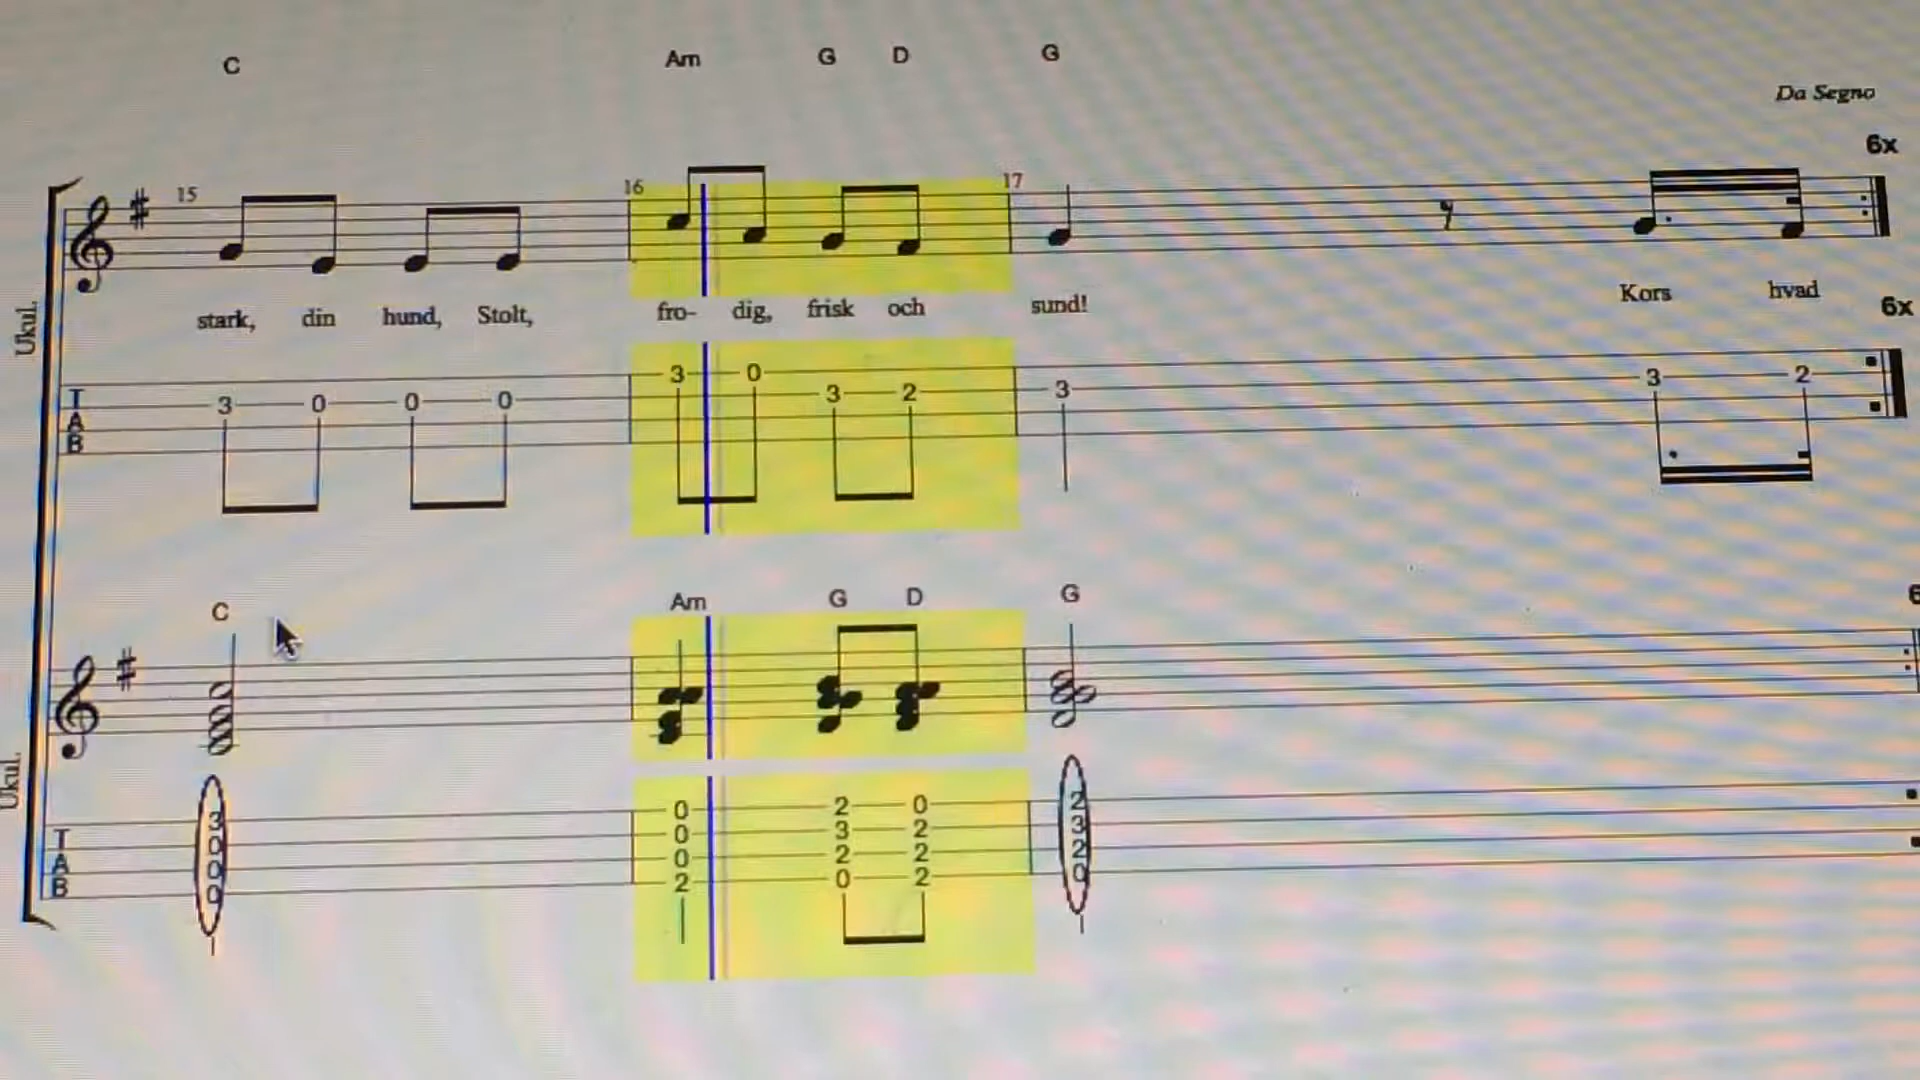 C Am G D G
Da Segno
6x
15 16 17
stark, din hund, Stolt, fro- dig, frisk och sund! Kors hvad
6x
Ukul.
T
A
B
3 0 0 0 3 0 3 2 3 3 2
C Am G D G
6
Ukul.
T
A
B
3 0 2 0 2
0 0 3 2 3
0 0 2 2 2
0 2 0 2 0